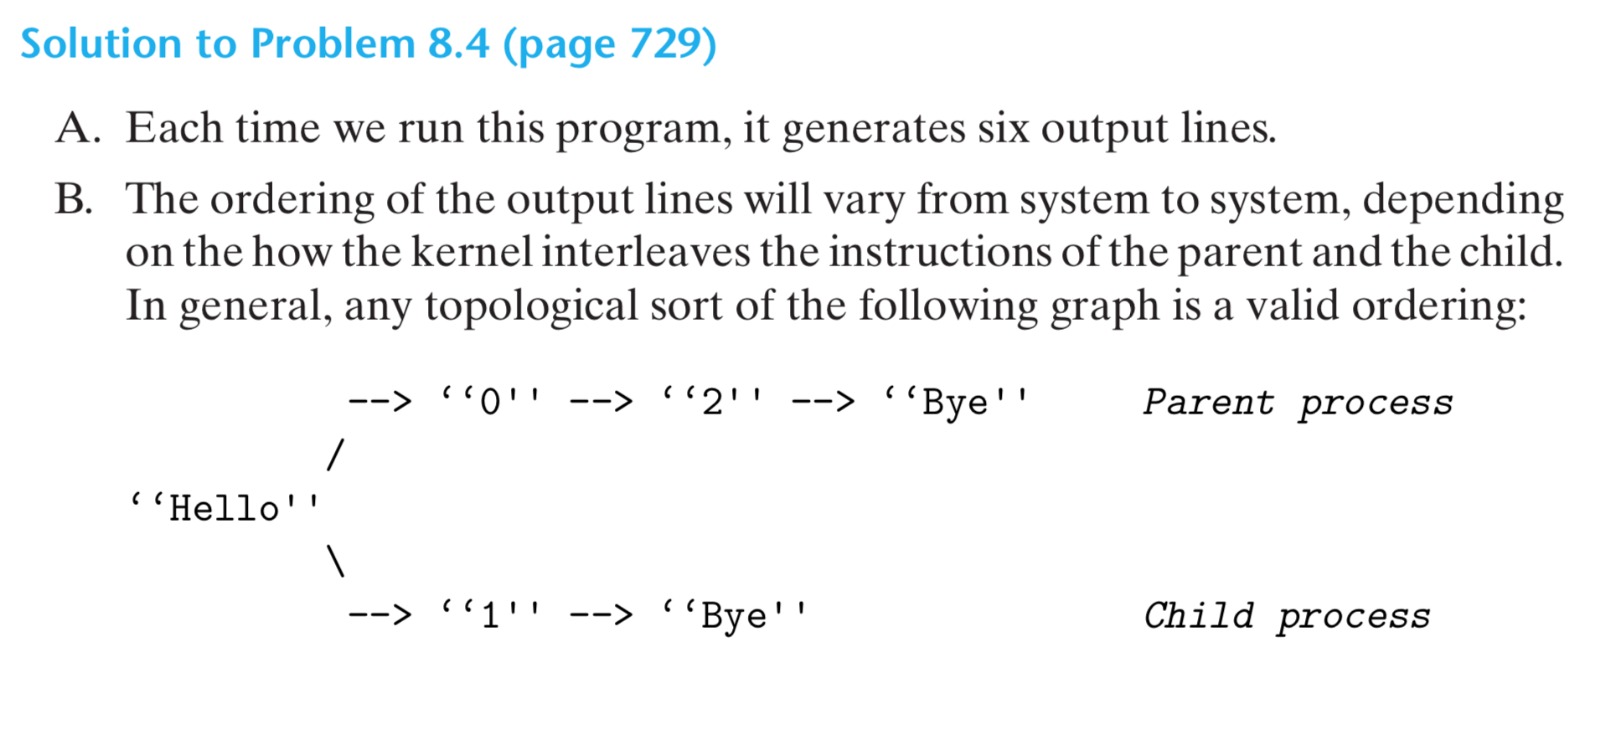 Solution to Problem 8.4 (page 729)
A. Each time we run this program, it generates six output lines.
B. The ordering of the output lines will vary from system to system, depending
on the how the kernel interleaves the instructions of the parent and the child.
In general, any topological sort of the following graph is a valid ordering:
--> ‘‘0'' --> ‘‘2'' --> ‘‘Bye'' Parent process
/
‘‘Hello''
\
--> ‘‘1'' --> ‘‘Bye'' Child process